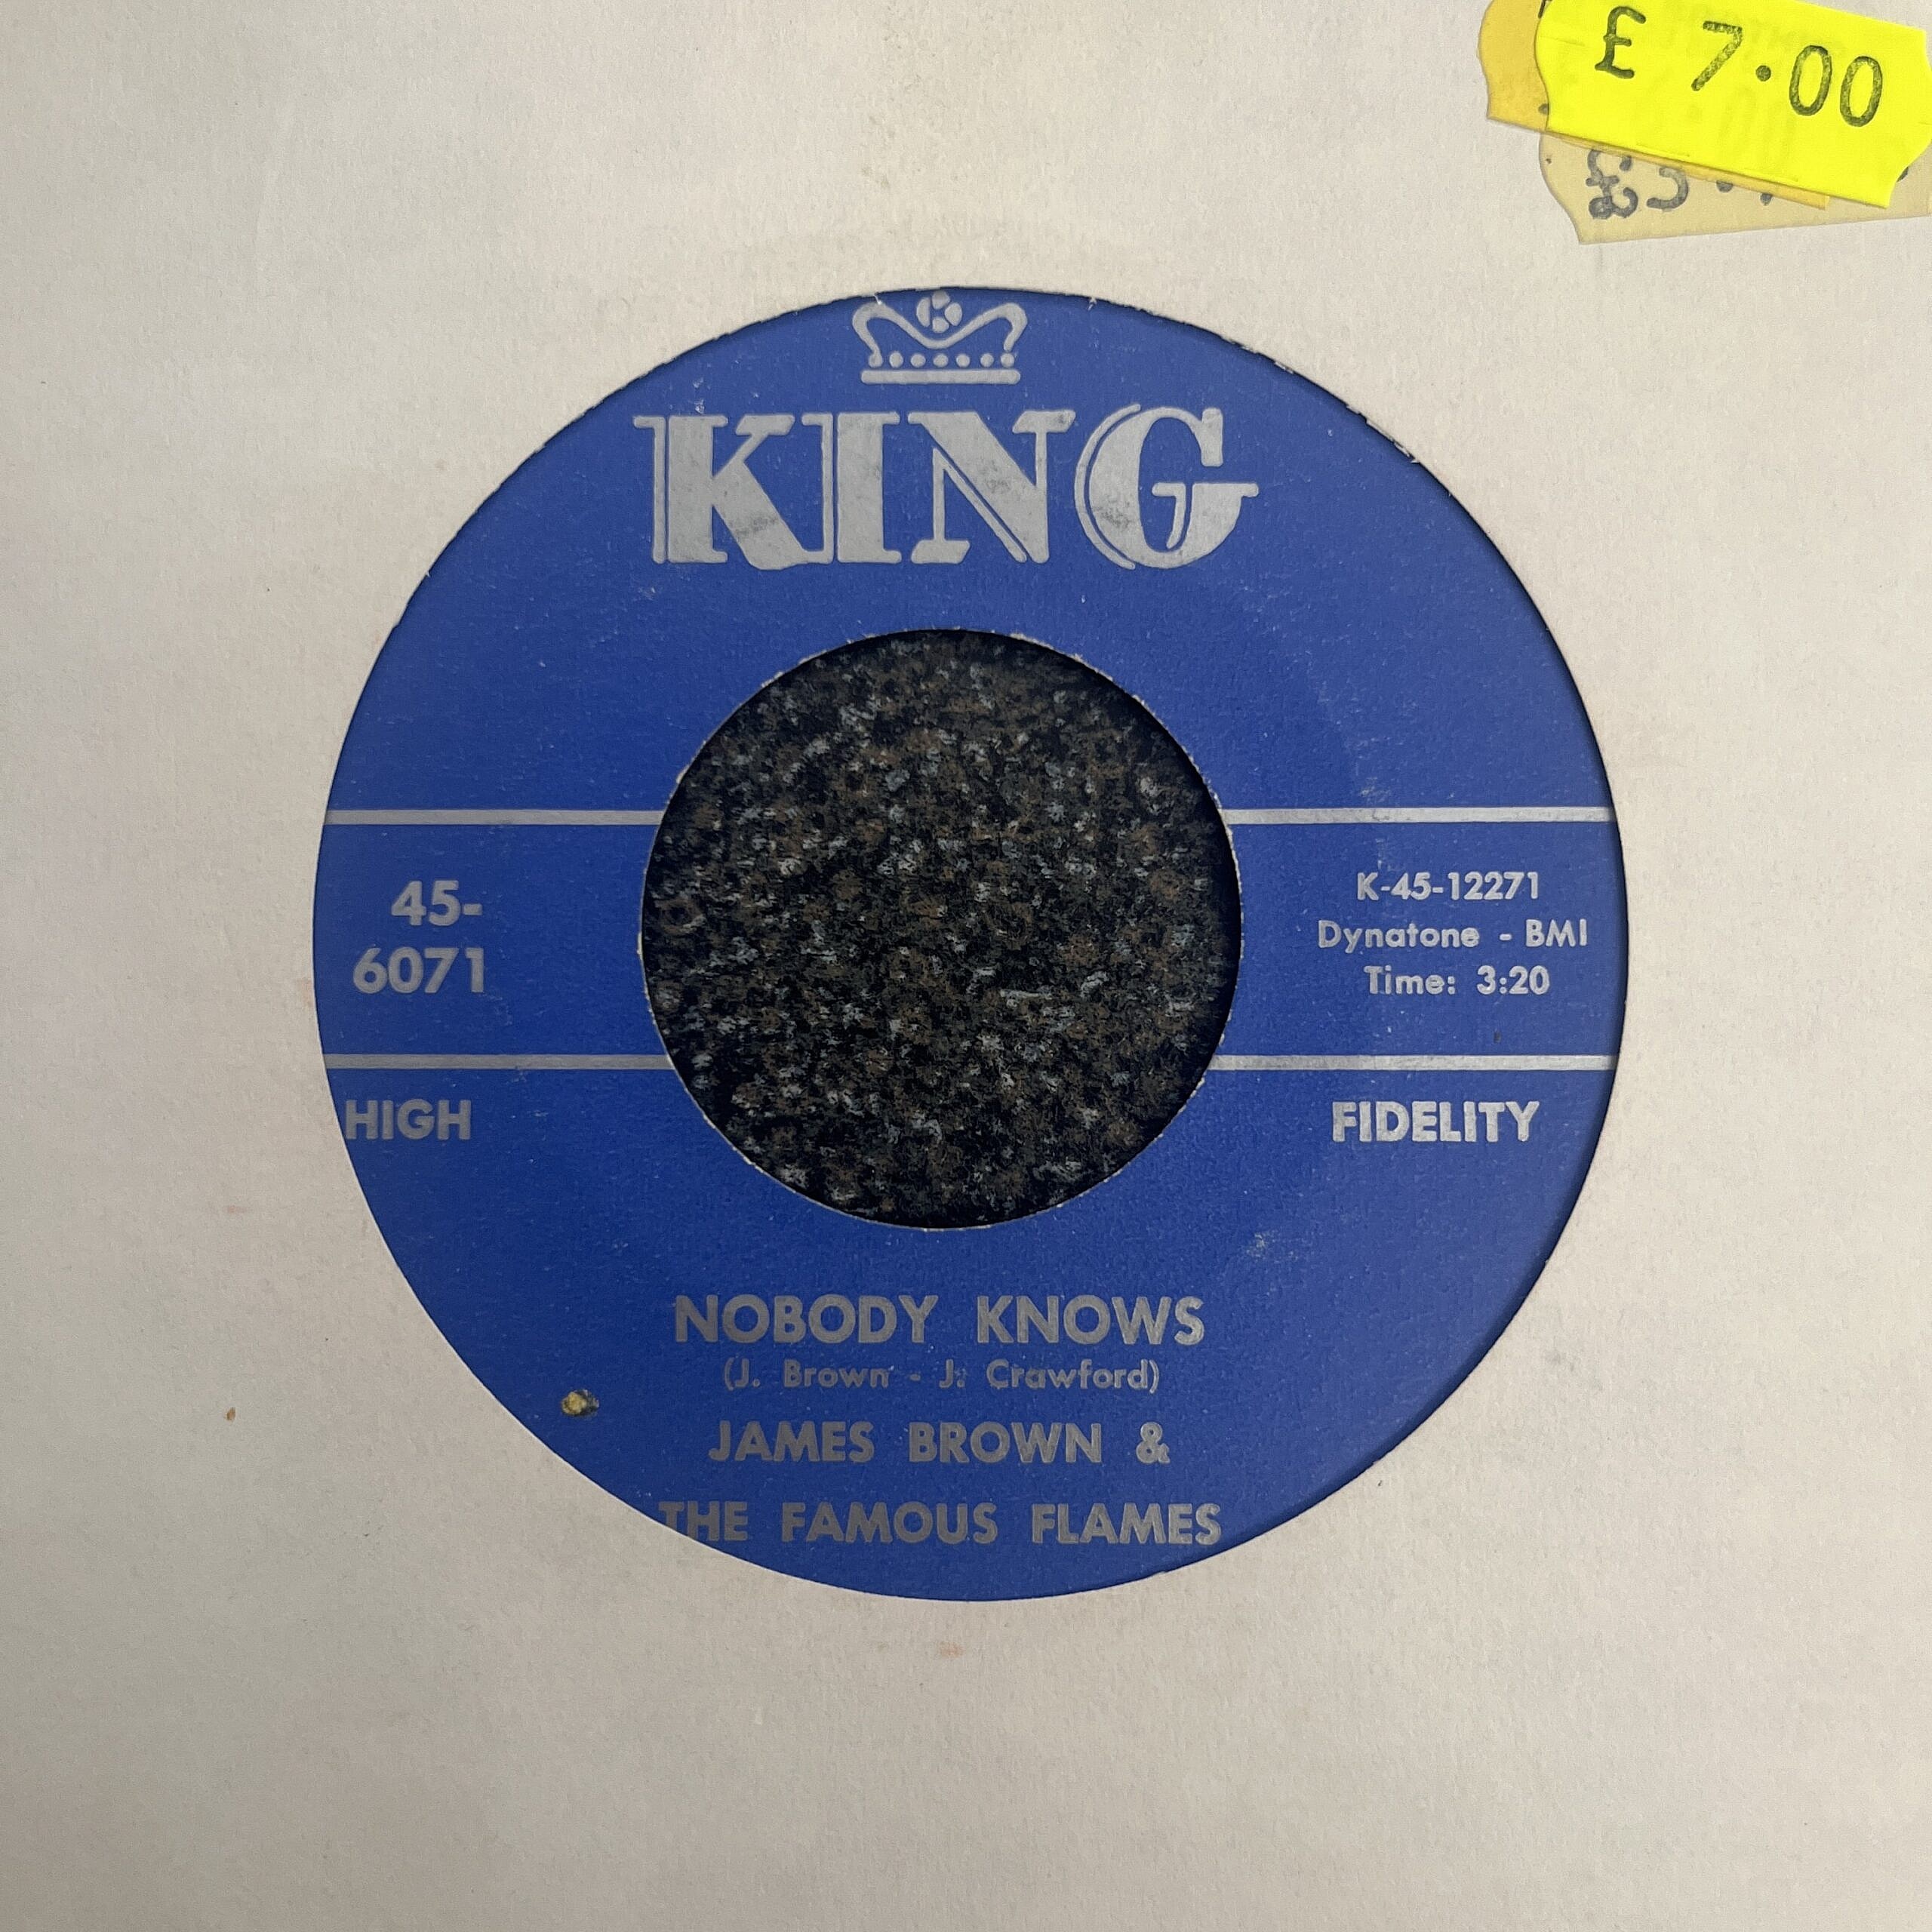 £ 7.00
K
KING
45-
6071
K-45-12271
Dynatone - BMI
Time: 3:20
HIGH
FIDELITY
NOBODY KNOWS
(J. Brown - J. Crawford)
JAMES BROWN &
THE FAMOUS FLAMES